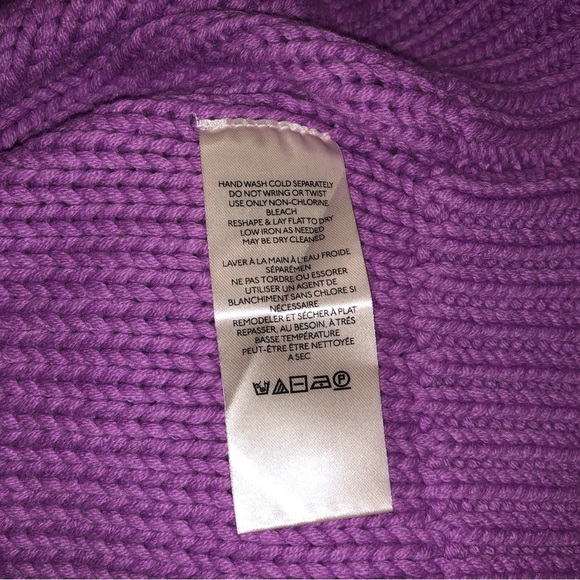 HAND WASH COLD SEPARATELY
DO NOT WRING OR TWIST
USE ONLY NON-CHLORINE
BLEACH
RESHAPE & LAY FLAT TO DRY
LOW IRON AS NEEDED
MAY BE DRY CLEANED
LAVER À LA MAIN À L'EAU FROIDE
SÉPARÉMEN
NE PAS TORDRE OU ESSORER
UTILISER UN AGENT DE
BLANCHIMENT SANS CHLORE SI
NÉCESSAIRE
REMODELER ET SÉCHER À PLAT
REPASSER, AU BESOIN, À TRÉS
BASSE TEMPÉRATURE
PEUT-ÊTRE ÊTRE NETTOYÉE
A SEC
P